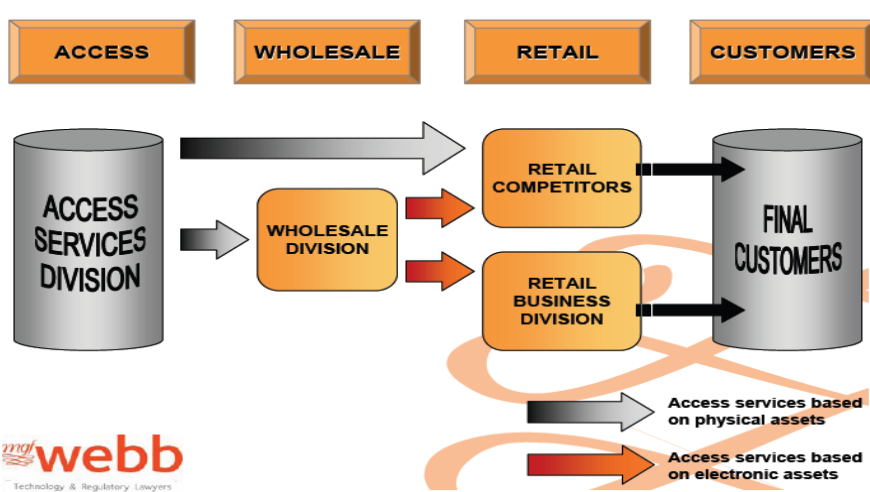 ACCESS
WHOLESALE
RETAIL
CUSTOMERS
ACCESS
SERVICES
DIVISION
WHOLESALE
DIVISION
RETAIL
COMPETITORS
RETAIL
BUSINESS
DIVISION
FINAL
CUSTOMERS
Access services based
on physical assets
Access services based
on electronic assets
mgf
webb
Technology & Regulatory Lawyers